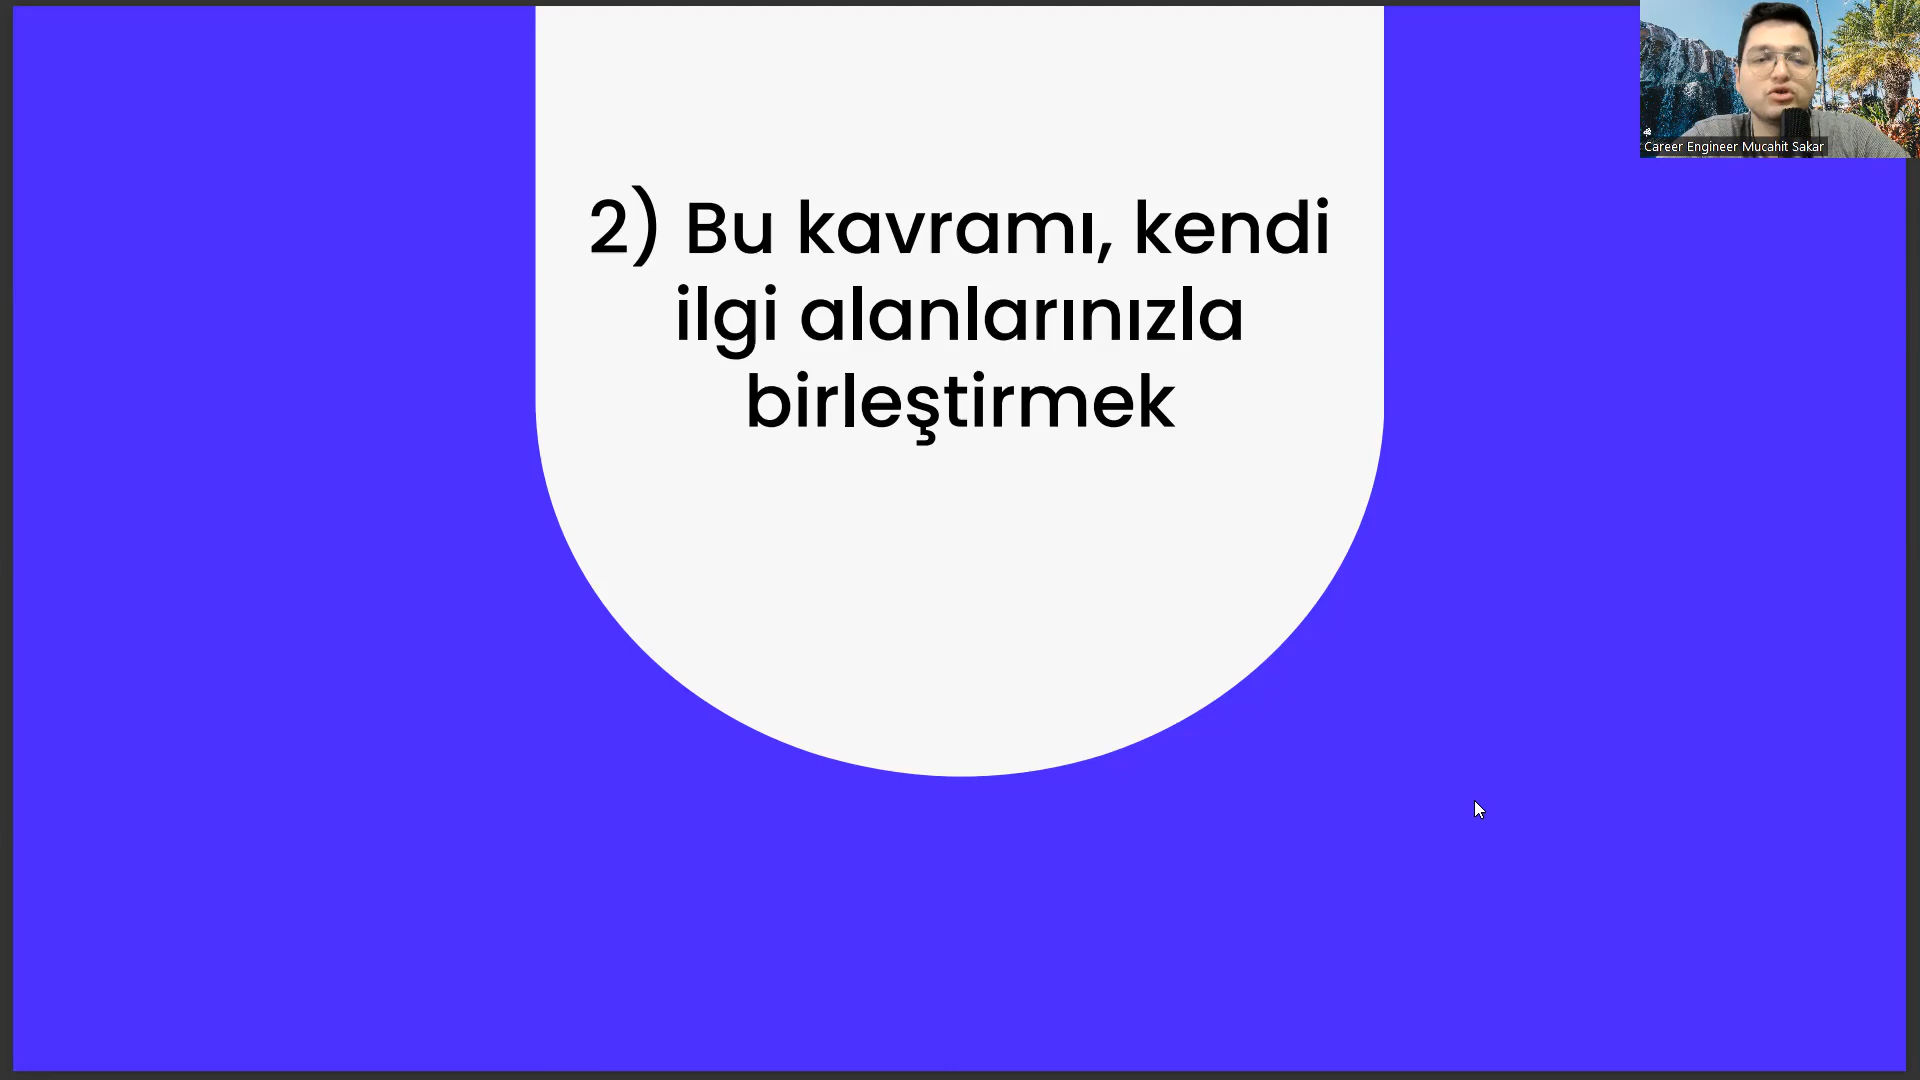 Career Engineer Mucahit Sakar
2) Bu kavramı, kendi
ilgi alanlarınızla
birleştirmek